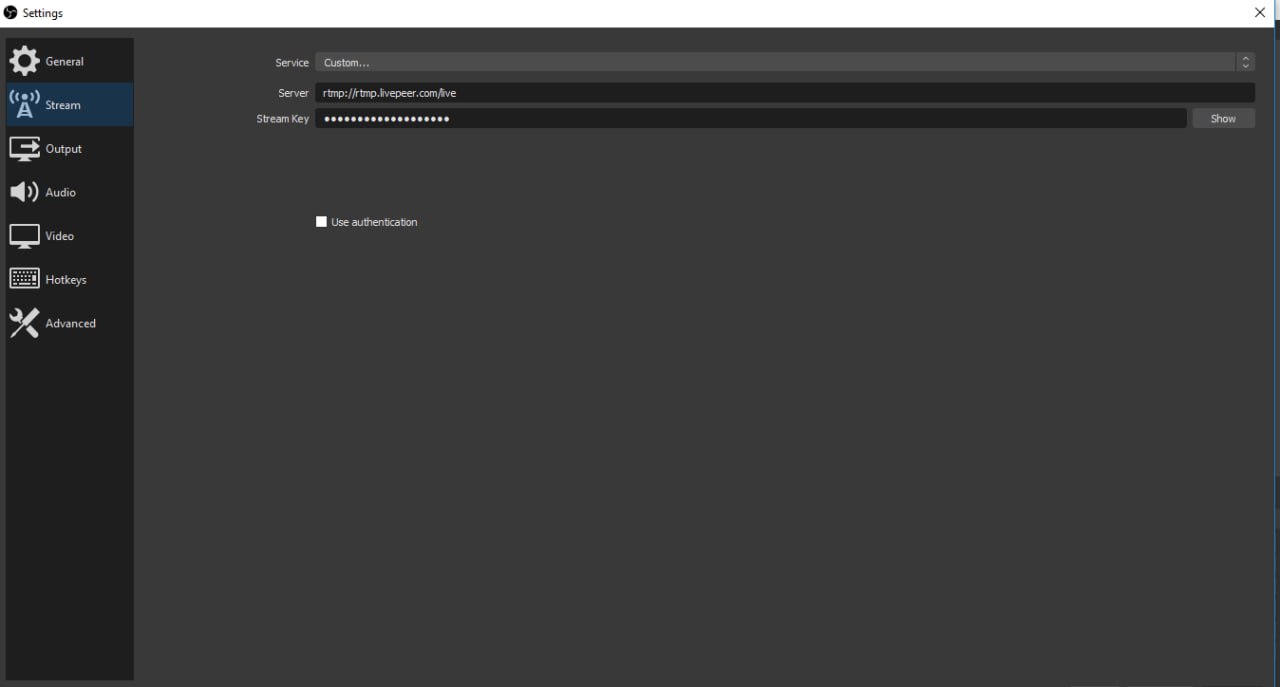 Settings
General
Stream
Output
Audio
Video
Hotkeys
Advanced
Service Custom...
Server rtmp://rtmp.livepeer.com/live
Stream Key ••••••••••••••••••• Show
Use authentication